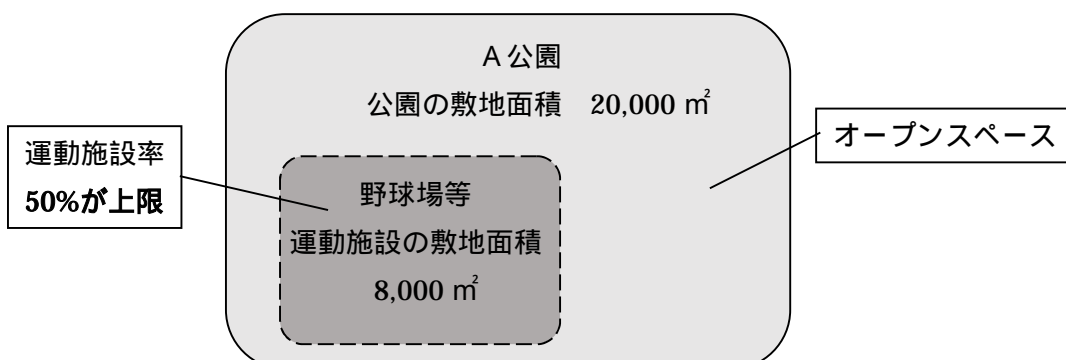 A公園
公園の敷地面積 20,000 ㎡
オープンスペース
運動施設率
50%が上限
野球場等
運動施設の敷地面積
8,000 ㎡